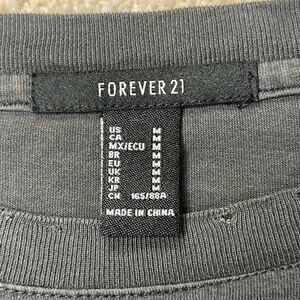 FOREVER 21
US M
CA M
MX/ECU M
BR M
EU M
UK M
KR M
JP M
CN 165/88A
MADE IN CHINA